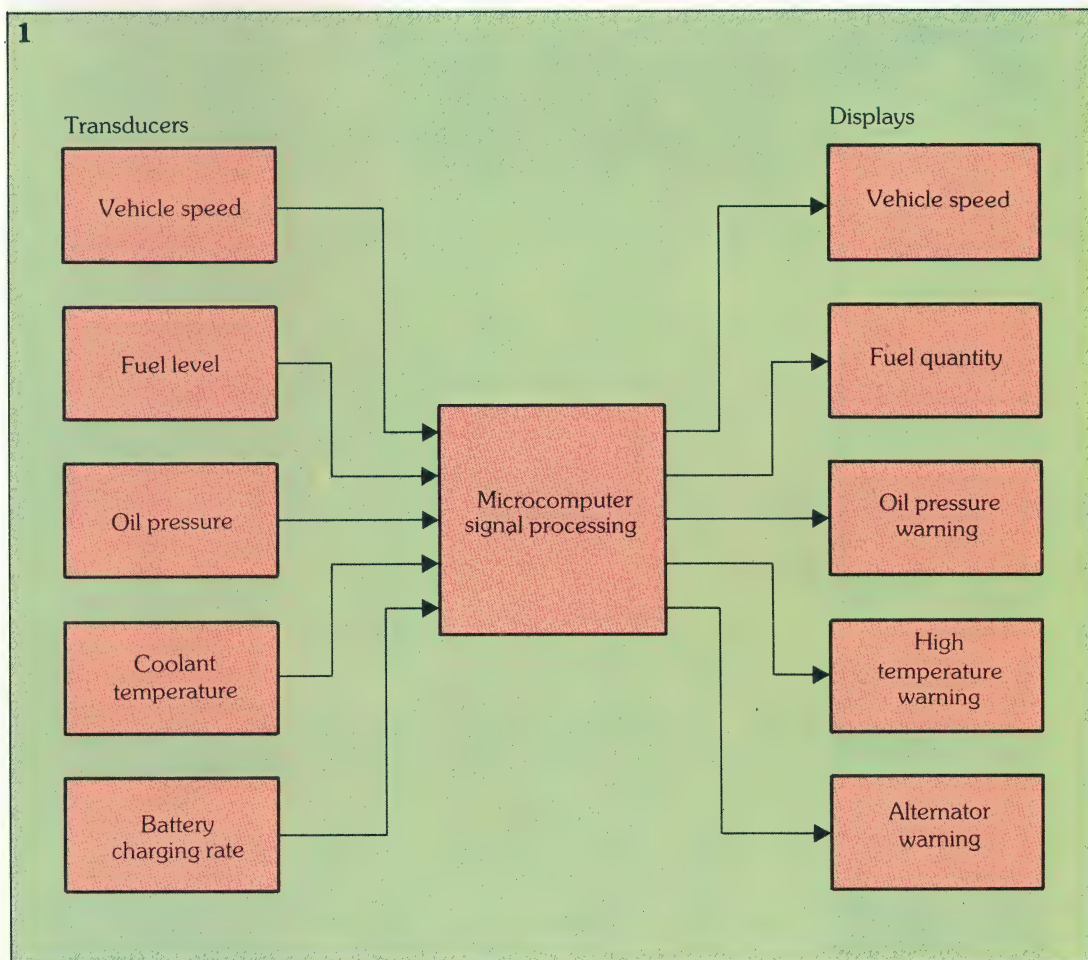 1
Transducers
Vehicle speed
Fuel level
Oil pressure
Coolant
temperature
Battery
charging rate
Microcomputer
signal processing
Displays
Vehicle speed
Fuel quantity
Oil pressure
warning
High
temperature
warning
Alternator
warning